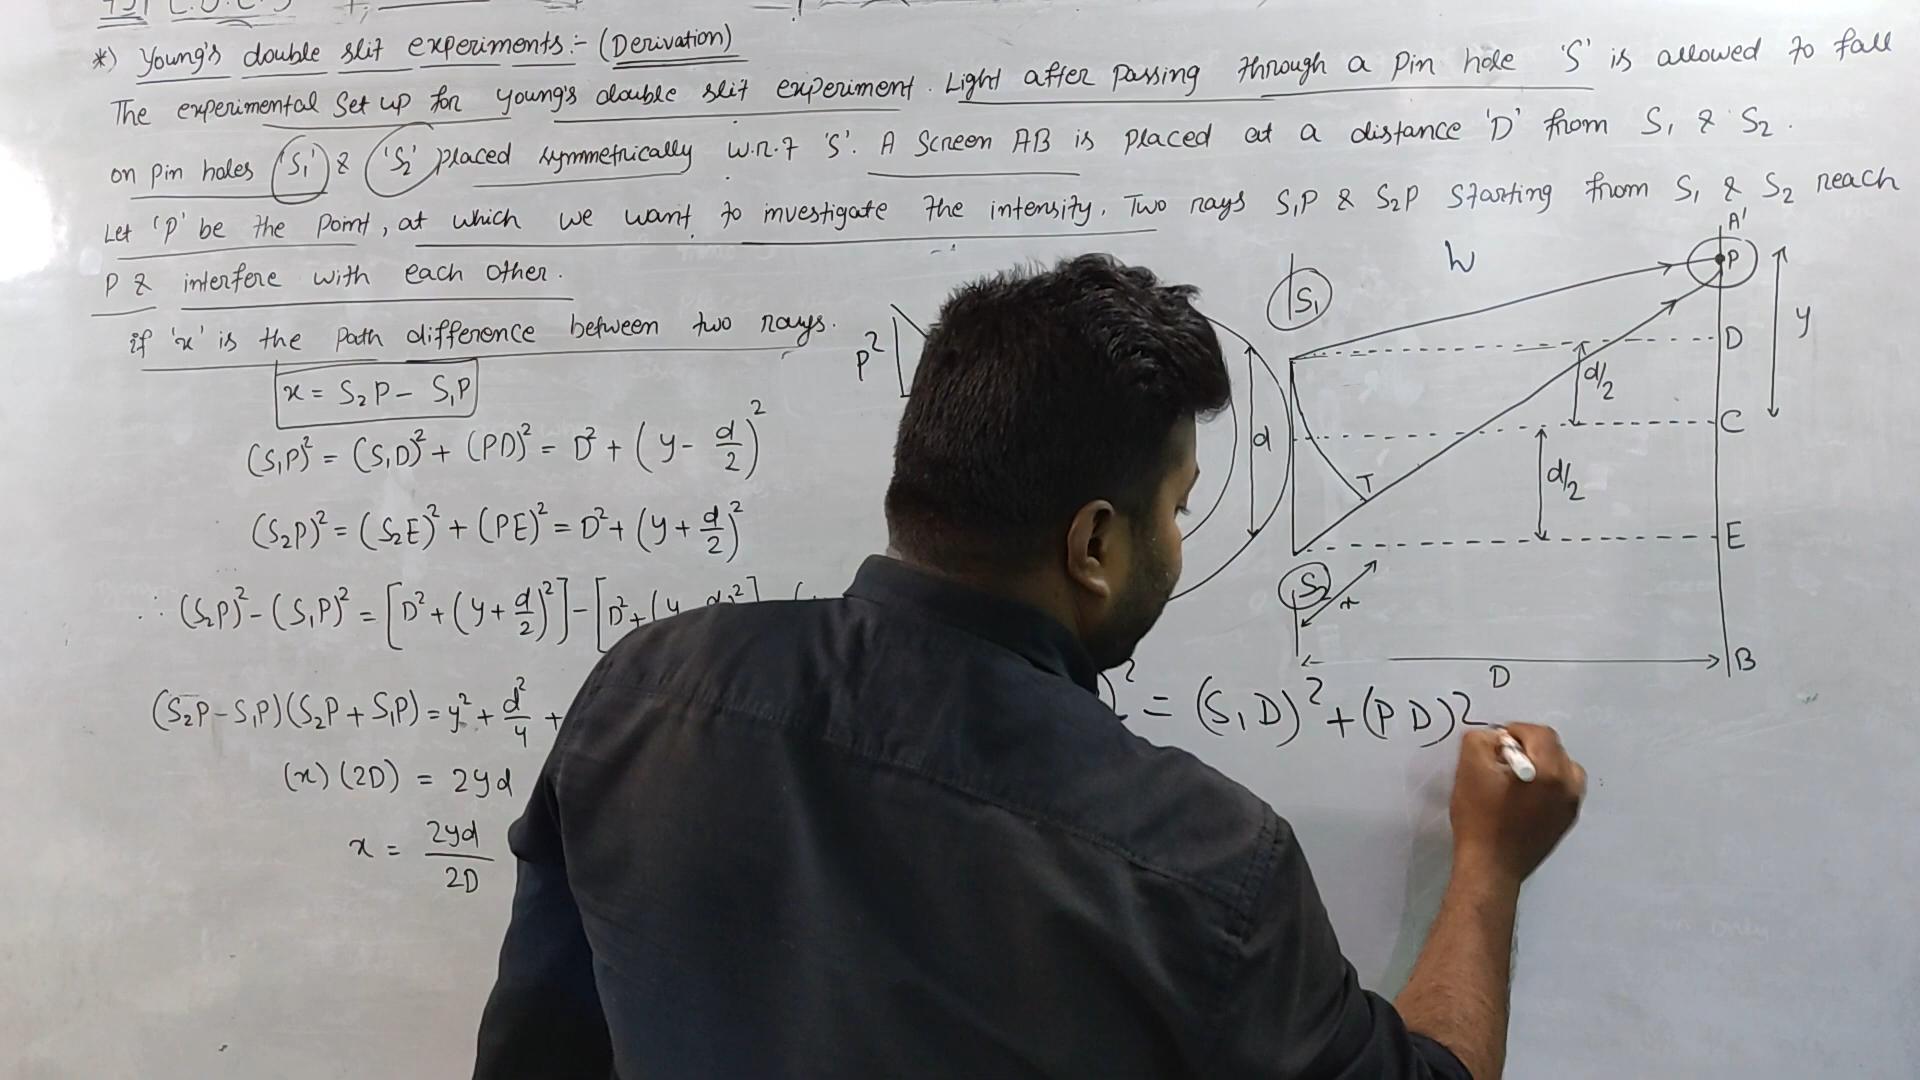 *) Young's double slit experiments:- (Derivation)
The experimental set up for young's double slit experiment. Light after passing through a pin hole 'S' is allowed to fall
on pin holes 'S₁' & 'S₂' placed symmetrically w.r.t 'S'. A Screen AB is placed at a distance 'D' from S₁ & S₂.
Let 'P' be the point, at which we want to investigate the intensity. Two rays S₁P & S₂P starting from S₁ & S₂ reach
P & interfere with each other.
if 'x' is the path difference between two rays.
x = S₂P - S₁P
(S₁P)² = (S₁D)² + (PD)² = D² + (y - d/2)²
(S₂P)² = (S₂E)² + (PE)² = D² + (y + d/2)²
∴ (S₂P)² - (S₁P)² = [D² + (y + d/2)²] - [D² + (y d/2)²]
(S₂P - S₁P)(S₂P + S₁P) = y² + d²/4 +
(x)(2D) = 2yd
x = 2yd/2D
P²
)² = (S₁D)² + (PD)²
h
A'
P
S₁
D
y
d/2
C
d
d/2
T
E
S₂
x
D
B